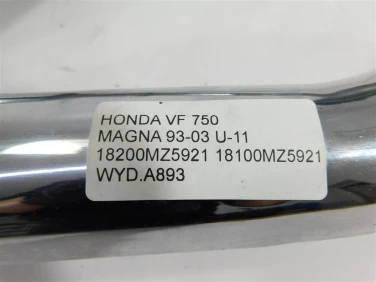 HONDA VF 750
MAGNA 93-03 U-11
18200MZ5921 18100MZ5921
WYD.A893